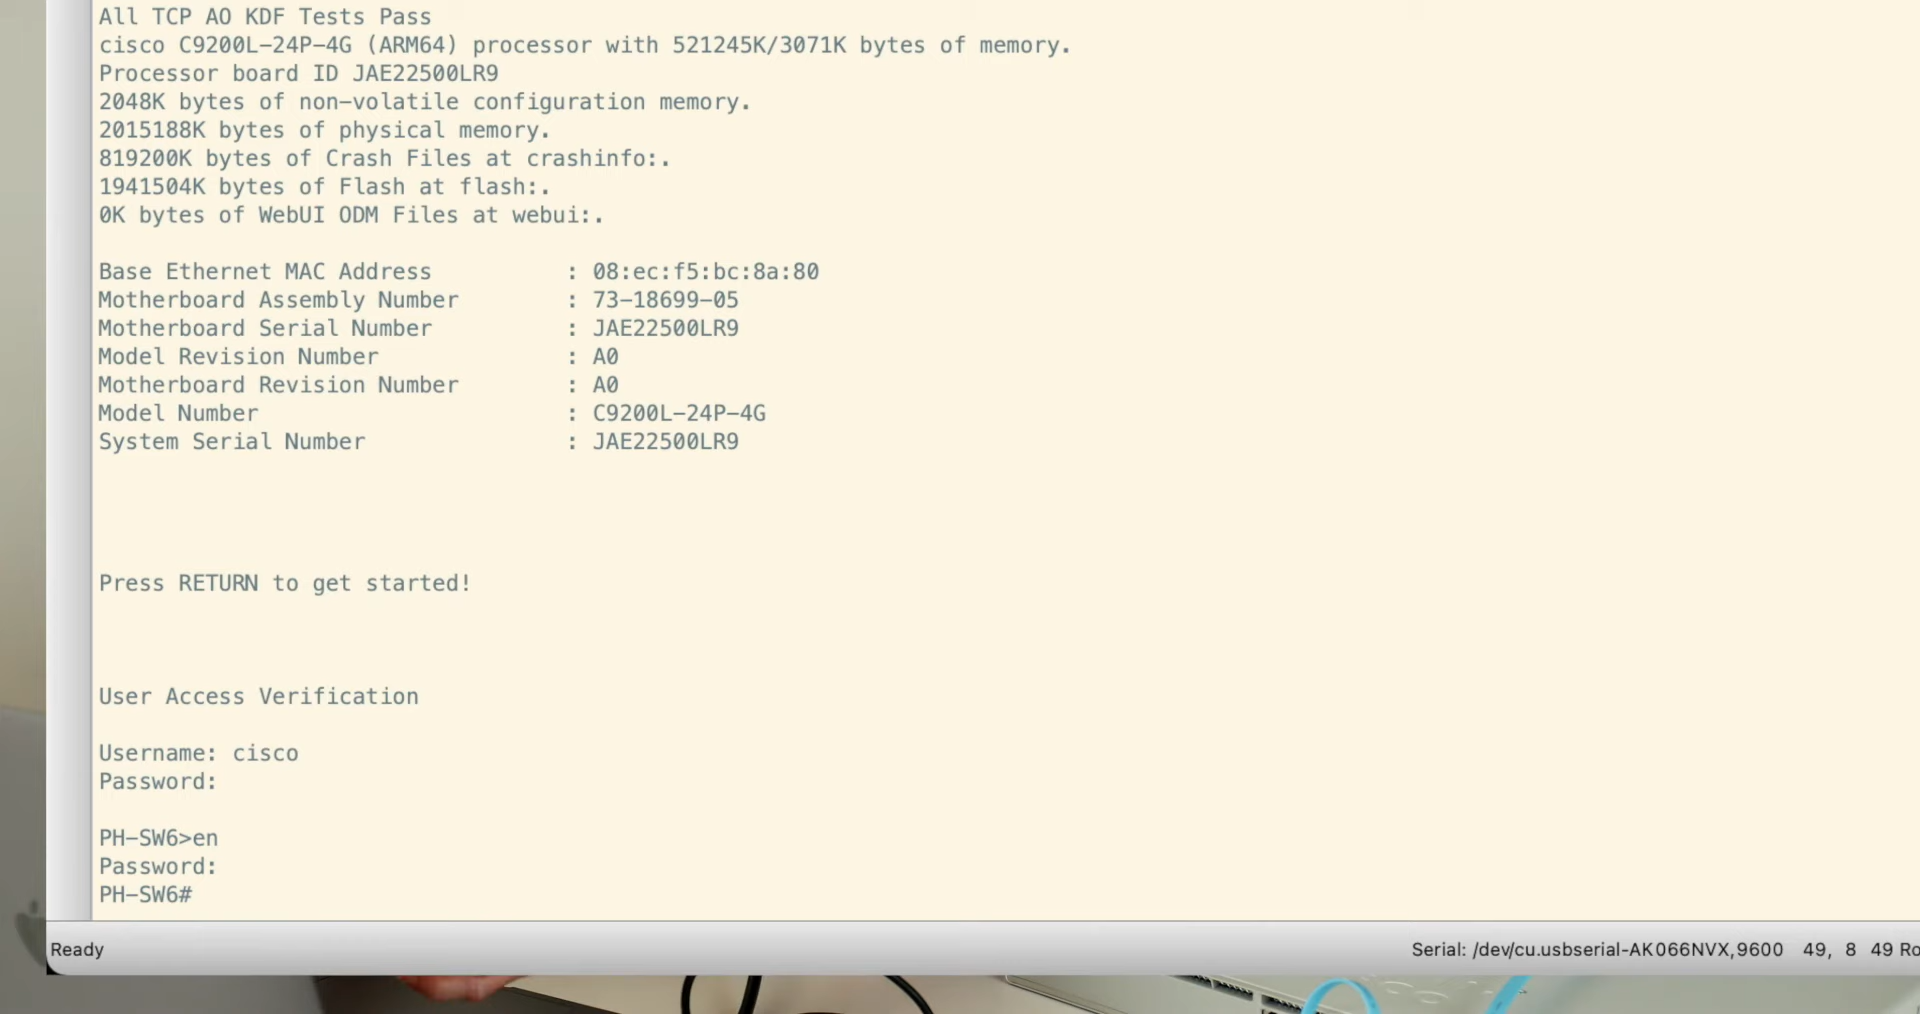 All TCP AO KDF Tests Pass
cisco C9200L-24P-4G (ARM64) processor with 521245K/3071K bytes of memory.
Processor board ID JAE22500LR9
2048K bytes of non-volatile configuration memory.
2015188K bytes of physical memory.
819200K bytes of Crash Files at crashinfo:.
1941504K bytes of Flash at flash:.
0K bytes of WebUI ODM Files at webui:.
Base Ethernet MAC Address : 08:ec:f5:bc:8a:80
Motherboard Assembly Number : 73-18699-05
Motherboard Serial Number : JAE22500LR9
Model Revision Number : A0
Motherboard Revision Number : A0
Model Number : C9200L-24P-4G
System Serial Number : JAE22500LR9
Press RETURN to get started!
User Access Verification
Username: cisco
Password:
PH-SW6>en
Password:
PH-SW6#
Ready Serial: /dev/cu.usbserial-AK066NVX,9600 49, 8 49 Ro